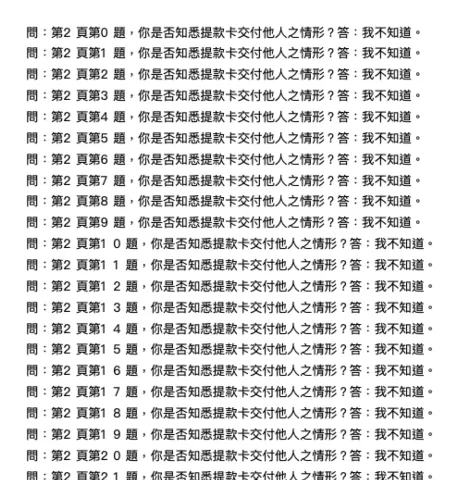 問：第2 頁第0 題，你是否知悉提款卡交付他人之情形？答：我不知道。
問：第2 頁第1 題，你是否知悉提款卡交付他人之情形？答：我不知道。
問：第2 頁第2 題，你是否知悉提款卡交付他人之情形？答：我不知道。
問：第2 頁第3 題，你是否知悉提款卡交付他人之情形？答：我不知道。
問：第2 頁第4 題，你是否知悉提款卡交付他人之情形？答：我不知道。
問：第2 頁第5 題，你是否知悉提款卡交付他人之情形？答：我不知道。
問：第2 頁第6 題，你是否知悉提款卡交付他人之情形？答：我不知道。
問：第2 頁第7 題，你是否知悉提款卡交付他人之情形？答：我不知道。
問：第2 頁第8 題，你是否知悉提款卡交付他人之情形？答：我不知道。
問：第2 頁第9 題，你是否知悉提款卡交付他人之情形？答：我不知道。
問：第2 頁第1 0 題，你是否知悉提款卡交付他人之情形？答：我不知道。
問：第2 頁第1 1 題，你是否知悉提款卡交付他人之情形？答：我不知道。
問：第2 頁第1 2 題，你是否知悉提款卡交付他人之情形？答：我不知道。
問：第2 頁第1 3 題，你是否知悉提款卡交付他人之情形？答：我不知道。
問：第2 頁第1 4 題，你是否知悉提款卡交付他人之情形？答：我不知道。
問：第2 頁第1 5 題，你是否知悉提款卡交付他人之情形？答：我不知道。
問：第2 頁第1 6 題，你是否知悉提款卡交付他人之情形？答：我不知道。
問：第2 頁第1 7 題，你是否知悉提款卡交付他人之情形？答：我不知道。
問：第2 頁第1 8 題，你是否知悉提款卡交付他人之情形？答：我不知道。
問：第2 頁第1 9 題，你是否知悉提款卡交付他人之情形？答：我不知道。
問：第2 頁第2 0 題，你是否知悉提款卡交付他人之情形？答：我不知道。
問：第2 頁第2 1 題，你是否知悉提款卡交付他人之情形？答：我不知道。